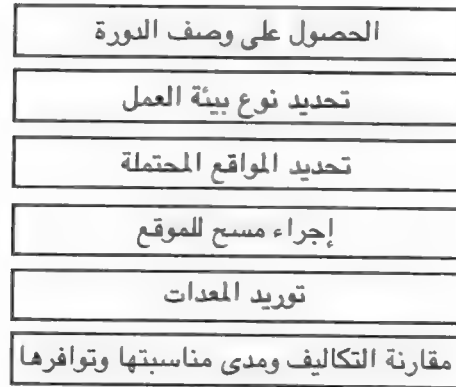 الحصول على وصف الدورة
تحديد نوع بيئة العمل
تحديد المواقع المحتملة
إجراء مسح للموقع
توريد المعدات
مقارنة التكاليف ومدى مناسبتها وتوافرها